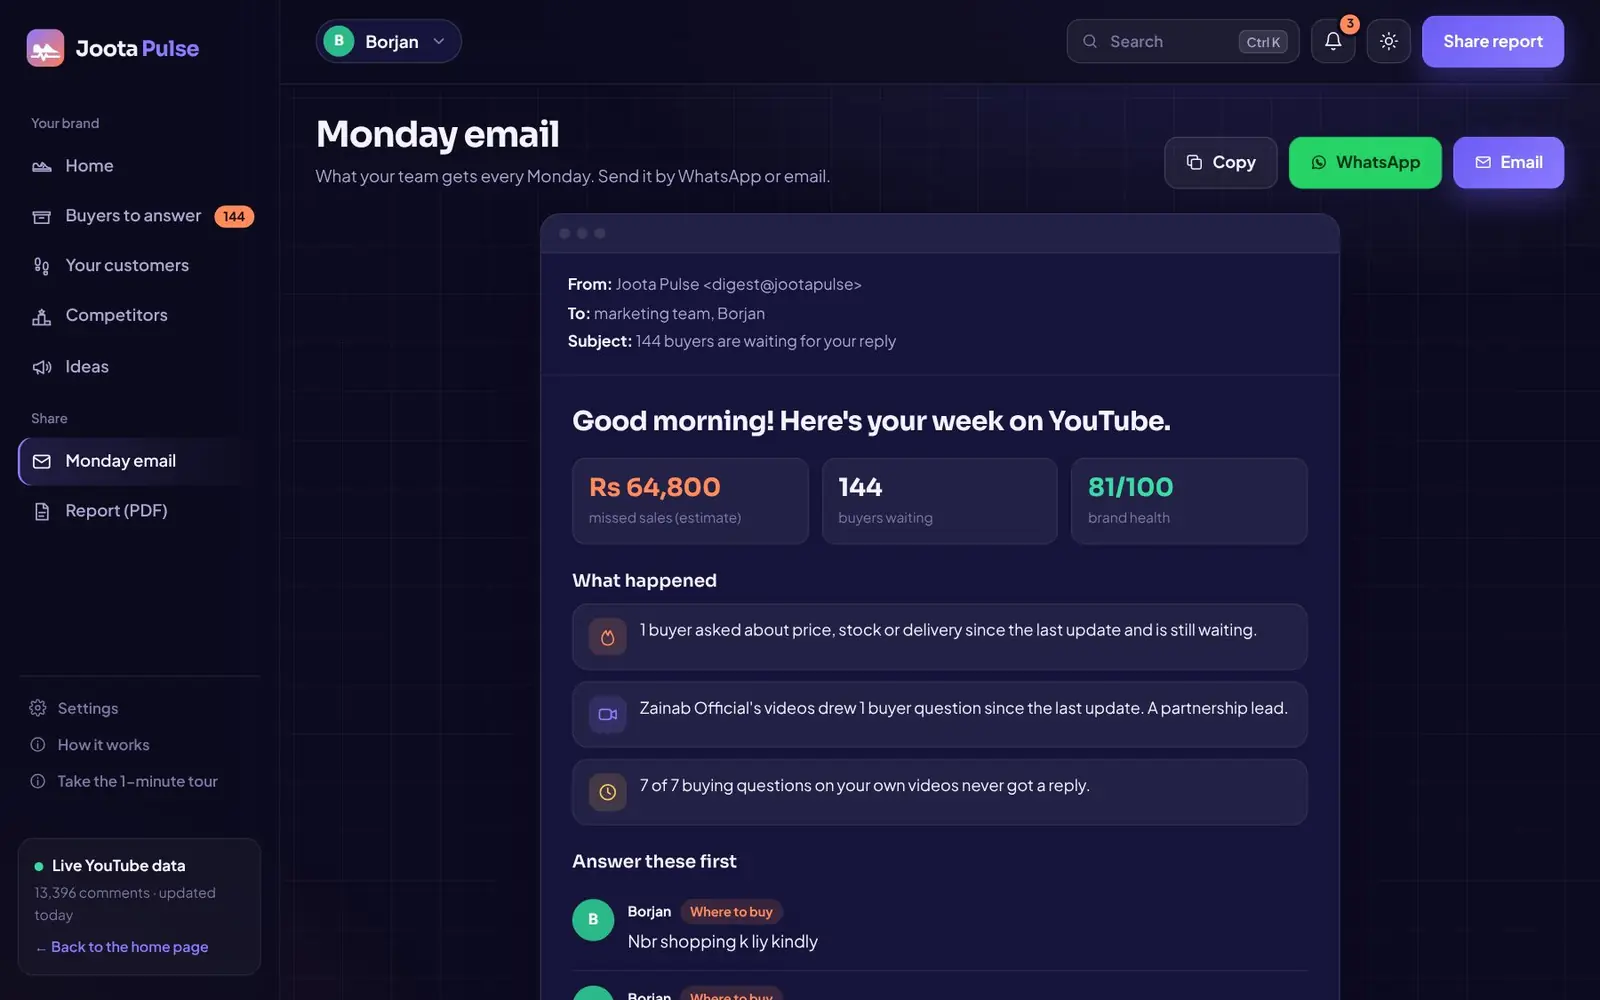 Joota Pulse
Your brand
Home
Buyers to answer 144
Your customers
Competitors
Ideas
Share
Monday email
Report (PDF)
Settings
How it works
Take the 1-minute tour
Live YouTube data
13,396 comments · updated
today
← Back to the home page
B Borjan
Search Ctrl K
3
Share report
Monday email
What your team gets every Monday. Send it by WhatsApp or email.
Copy
WhatsApp
Email
From: Joota Pulse <digest@jootapulse>
To: marketing team, Borjan
Subject: 144 buyers are waiting for your reply
Good morning! Here's your week on YouTube.
Rs 64,800
missed sales (estimate)
144
buyers waiting
81/100
brand health
What happened
1 buyer asked about price, stock or delivery since the last update and is still waiting.
Zainab Official's videos drew 1 buyer question since the last update. A partnership lead.
7 of 7 buying questions on your own videos never got a reply.
Answer these first
B
Borjan Where to buy
Nbr shopping k liy kindly
Borjan Where to buy